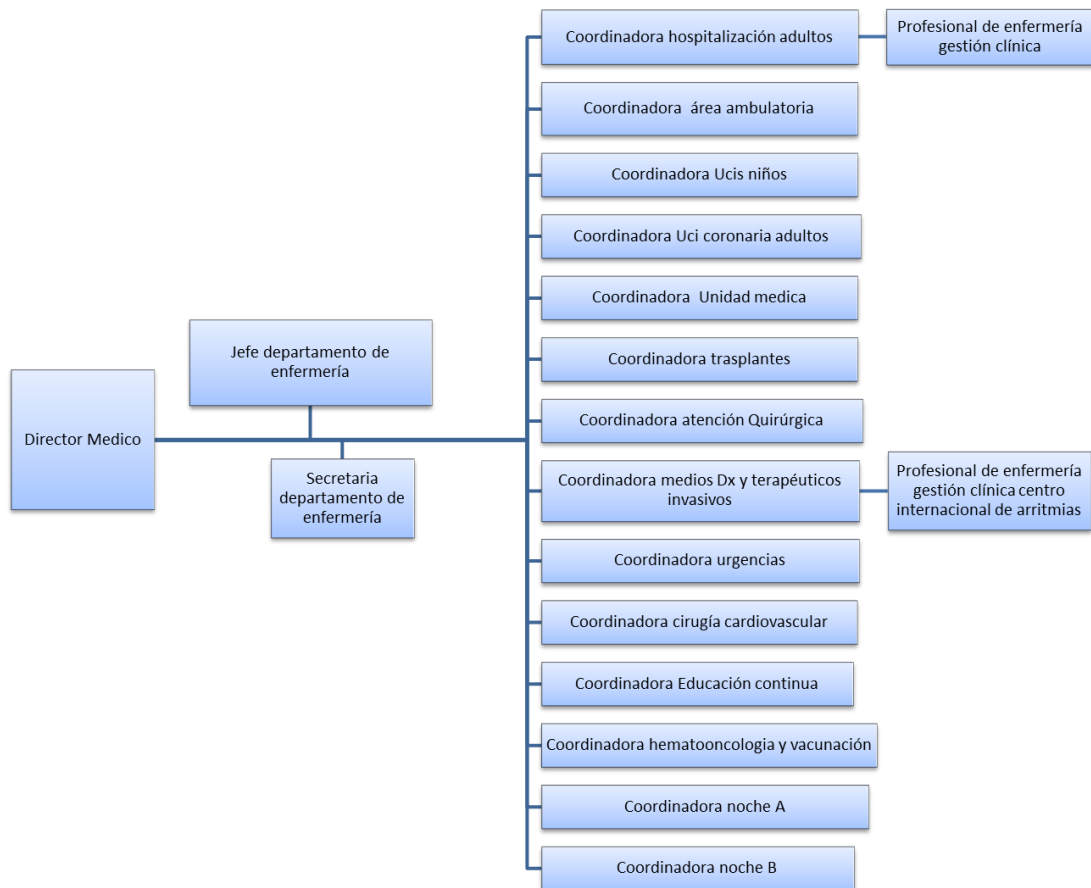 Director Medico
Jefe departamento de
enfermería
Secretaria
departamento de
enfermería
Coordinadora hospitalización adultos
Profesional de enfermería
gestión clínica
Coordinadora  área ambulatoria
Coordinadora Ucis niños
Coordinadora Uci coronaria adultos
Coordinadora  Unidad medica
Coordinadora trasplantes
Coordinadora atención Quirúrgica
Coordinadora medios Dx y terapéuticos
invasivos
Profesional de enfermería
gestión clínica centro
internacional de arritmias
Coordinadora urgencias
Coordinadora cirugía cardiovascular
Coordinadora Educación continua
Coordinadora hematooncologia y vacunación
Coordinadora noche A
Coordinadora noche B